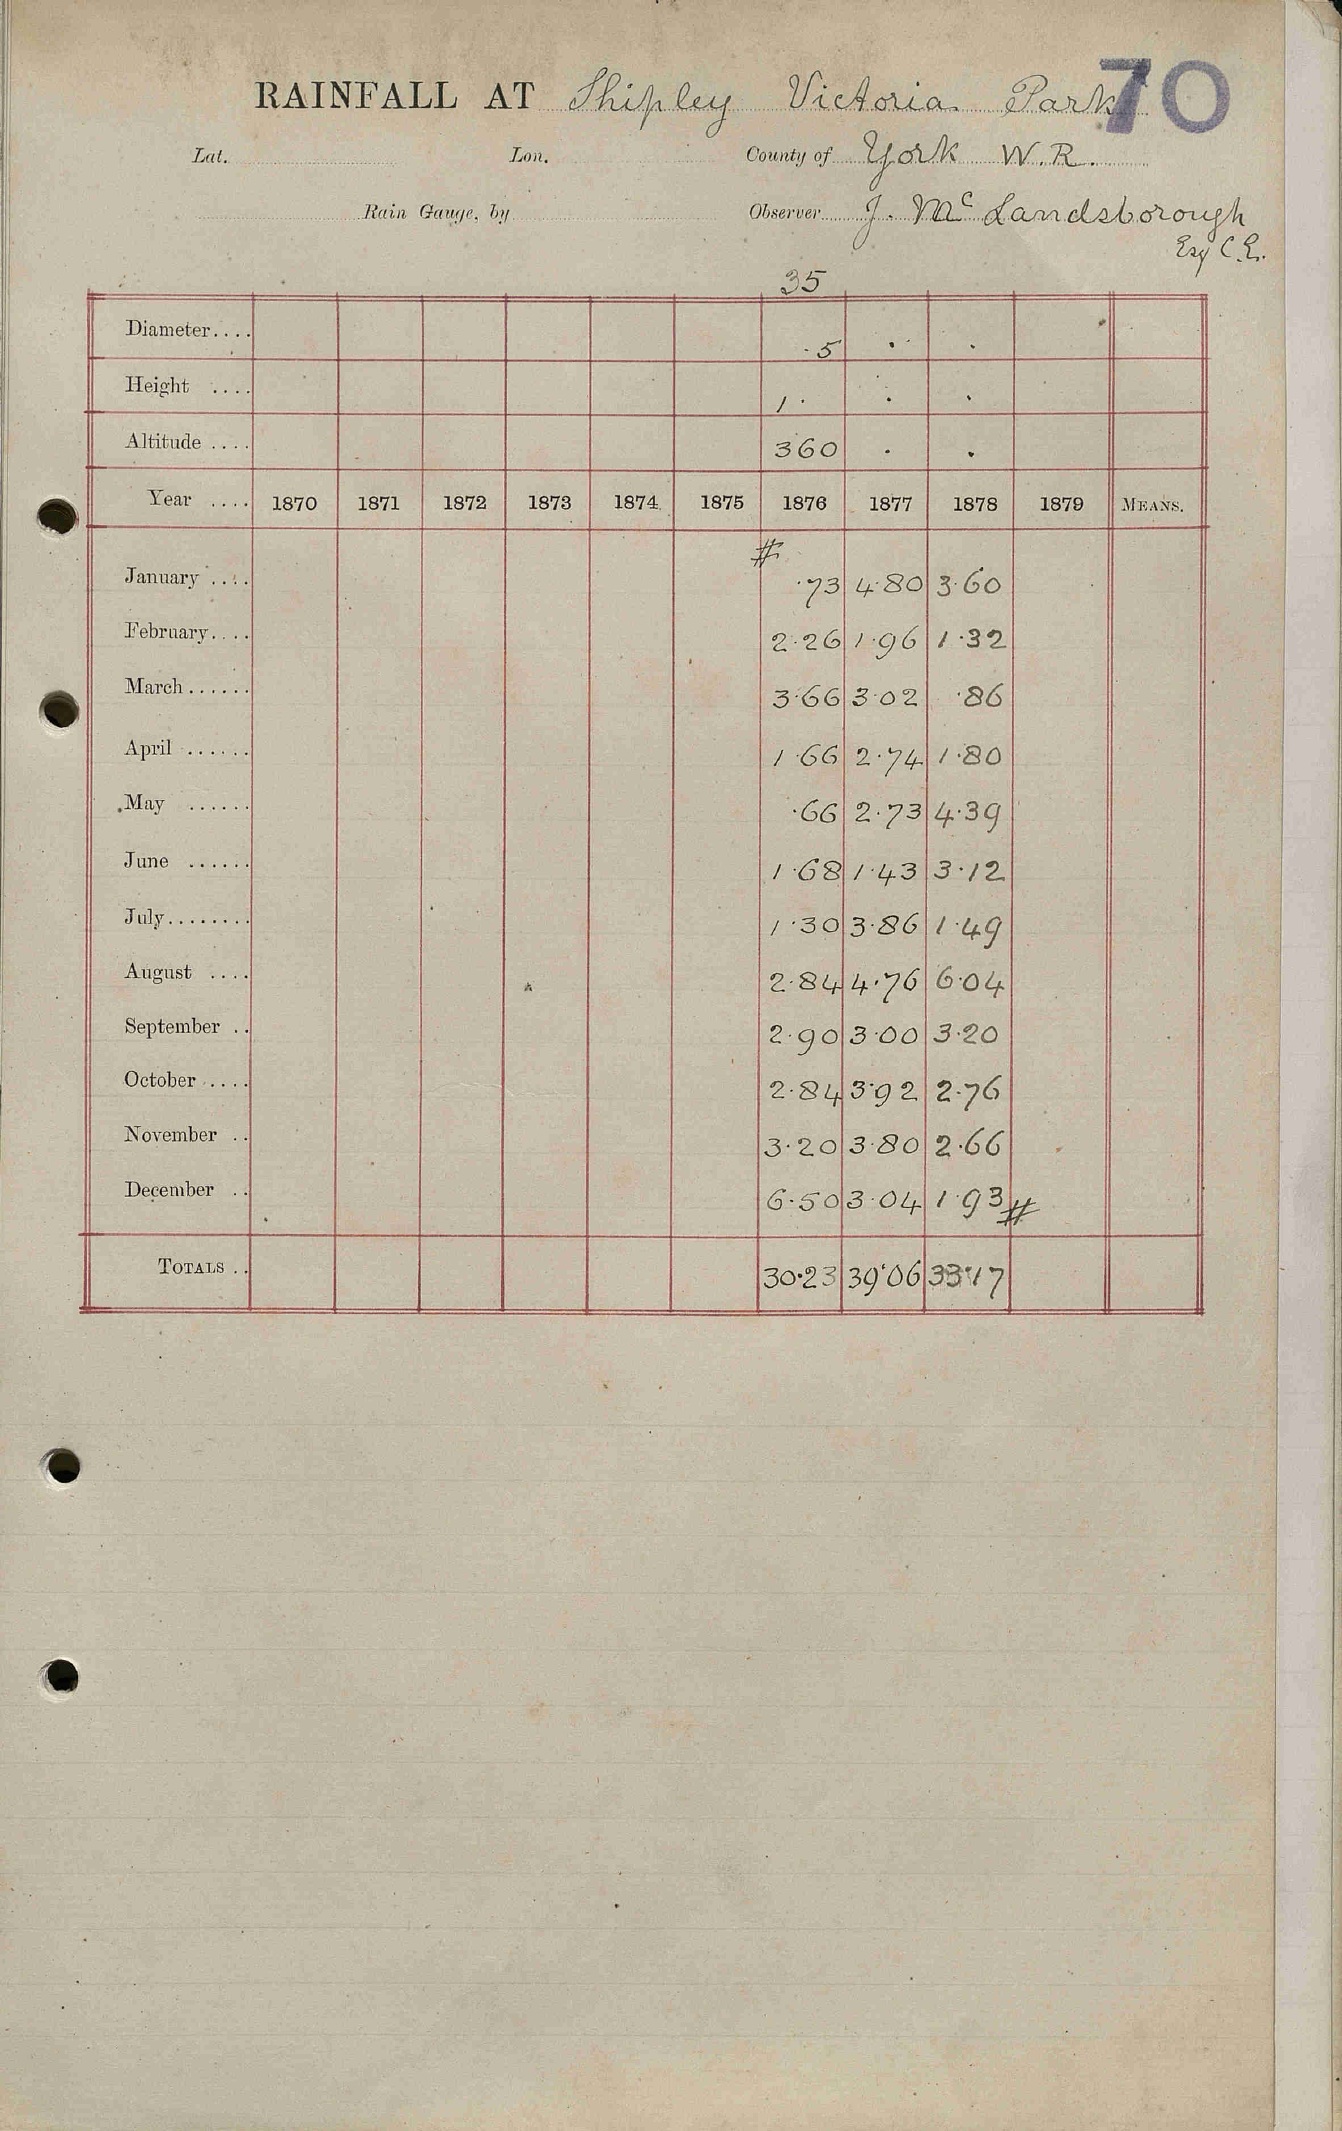 70
RAINFALL AT Shipley Victoria Park
Lat. Lon. County of York W.R.
Rain Gauge, by Observer J. Mc Landsborough
Esq C.E.
35
Diameter.... ·5 · ·
Height .... 1· · ·
Altitude .... 360 · ·
Year .... 1870 1871 1872 1873 1874 1875 1876 1877 1878 1879 MEANS.
#
January .... ·73 4·80 3·60
February.... 2·26 1·96 1·32
March...... 3·66 3·02 ·86
April ...... 1·66 2·74 1·80
May ...... ·66 2·73 4·39
June ...... 1·68 1·43 3·12
July........ 1·30 3·86 1·49
August .... 2·84 4·76 6·04
September .. 2·90 3·00 3·20
October .... 2·84 3·92 2·76
November .. 3·20 3·80 2·66
December .. 6·50 3·04 1·93 #
TOTALS .. 30·23 39·06 33·17